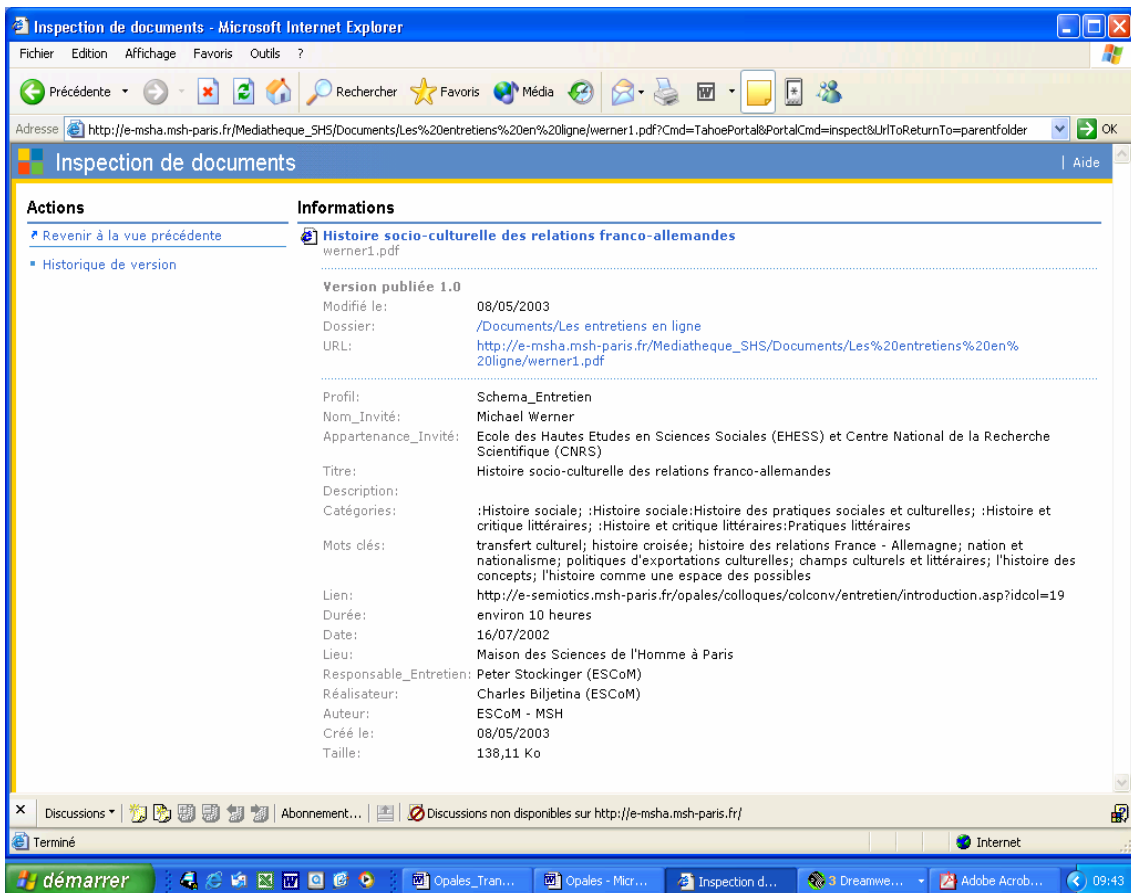 Inspection de documents - Microsoft Internet Explorer
Fichier Edition Affichage Favoris Outils ?
Précédente Rechercher Favoris Média
Adresse http://e-msha.msh-paris.fr/Mediatheque_SHS/Documents/Les%20entretiens%20en%20ligne/werner1.pdf?Cmd=TahoePortal&PortalCmd=inspect&UrlToReturnTo=parentfolder OK
Inspection de documents | Aide
Actions
Revenir à la vue précédente
Historique de version
Informations
Histoire socio-culturelle des relations franco-allemandes
werner1.pdf
Version publiée 1.0
Modifié le: 08/05/2003
Dossier: /Documents/Les entretiens en ligne
URL: http://e-msha.msh-paris.fr/Mediatheque_SHS/Documents/Les%20entretiens%20en%
20ligne/werner1.pdf
Profil: Schema_Entretien
Nom_Invité: Michael Werner
Appartenance_Invité: Ecole des Hautes Etudes en Sciences Sociales (EHESS) et Centre National de la Recherche
Scientifique (CNRS)
Titre: Histoire socio-culturelle des relations franco-allemandes
Description:
Catégories: :Histoire sociale; :Histoire sociale:Histoire des pratiques sociales et culturelles; :Histoire et
critique littéraires; :Histoire et critique littéraires:Pratiques littéraires
Mots clés: transfert culturel; histoire croisée; histoire des relations France - Allemagne; nation et
nationalisme; politiques d'exportations culturelles; champs culturels et littéraires; l'histoire des
concepts; l'histoire comme une espace des possibles
Lien: http://e-semiotics.msh-paris.fr/opales/colloques/colconv/entretien/introduction.asp?idcol=19
Durée: environ 10 heures
Date: 16/07/2002
Lieu: Maison des Sciences de l'Homme à Paris
Responsable_Entretien: Peter Stockinger (ESCoM)
Réalisateur: Charles Biljetina (ESCoM)
Auteur: ESCoM - MSH
Créé le: 08/05/2003
Taille: 138,11 Ko
Discussions Abonnement... Discussions non disponibles sur http://e-msha.msh-paris.fr/
Terminé Internet
démarrer Opales_Tran... Opales - Micr... Inspection d... 3 Dreamwe... Adobe Acrob... 09:43